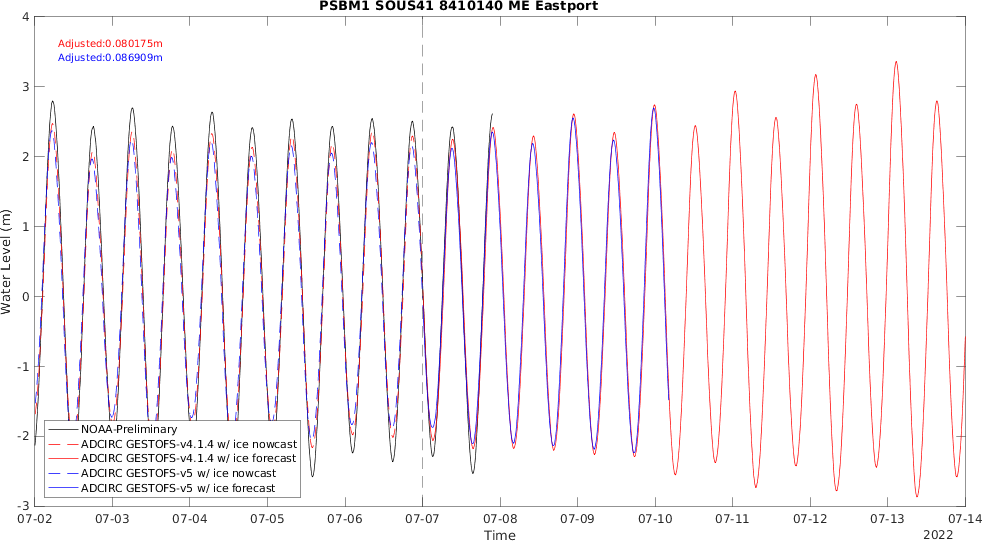 PSBM1 SOUS41 8410140 ME Eastport
Adjusted:0.080175m
Adjusted:0.086909m
4
3
2
1
0
-1
-2
-3
Water Level (m)
NOAA-Preliminary
ADCIRC GESTOFS-v4.1.4 w/ ice nowcast
ADCIRC GESTOFS-v4.1.4 w/ ice forecast
ADCIRC GESTOFS-v5 w/ ice nowcast
ADCIRC GESTOFS-v5 w/ ice forecast
07-02 07-03 07-04 07-05 07-06 07-07 07-08 07-09 07-10 07-11 07-12 07-13 07-14
Time
2022